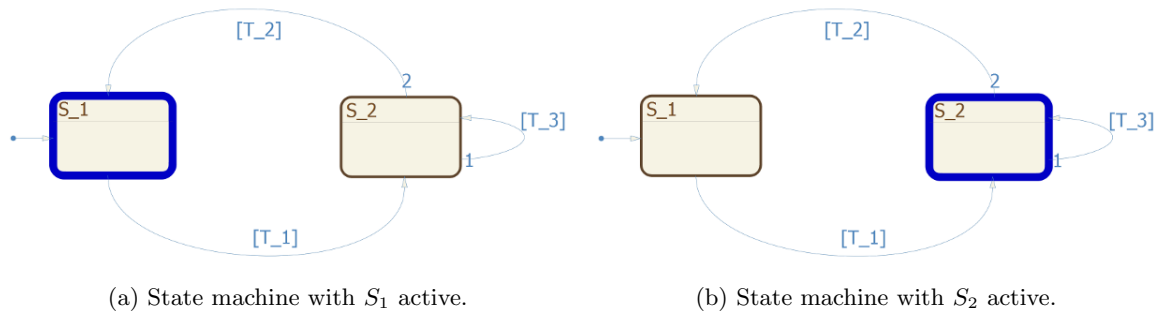 [T_2]
S_1
2
S_2
[T_3]
1
[T_1]
(a) State machine with S₁ active.
[T_2]
S_1
2
S_2
[T_3]
1
[T_1]
(b) State machine with S₂ active.